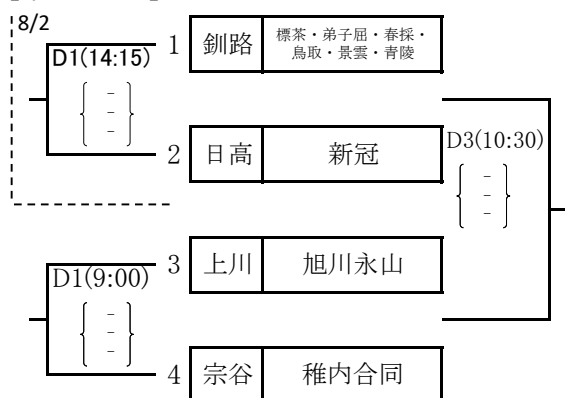 8/2
D1(14:15)
1 釧路 標茶・弟子屈・春採・
鳥取・景雲・青陵
2 日高 新冠
D3(10:30)
3 上川 旭川永山
D1(9:00)
4 宗谷 稚内合同